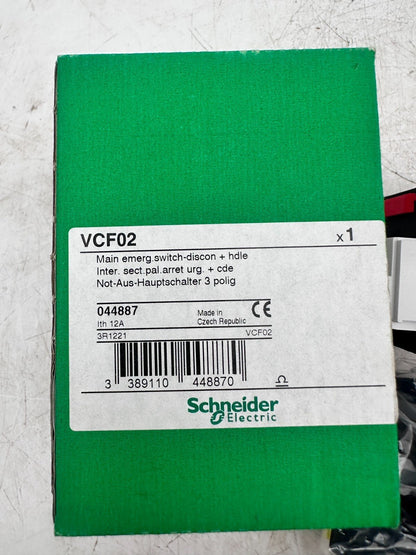 VCF02 x1
Main emerg.switch-discon + hdle
Inter. sect.pal.arret urg. + cde
Not-Aus-Hauptschalter 3 polig
044887 Made in
Ith 12A Czech Republic CE
3R1221 VCF02
3 389110 448870
Schneider
Electric